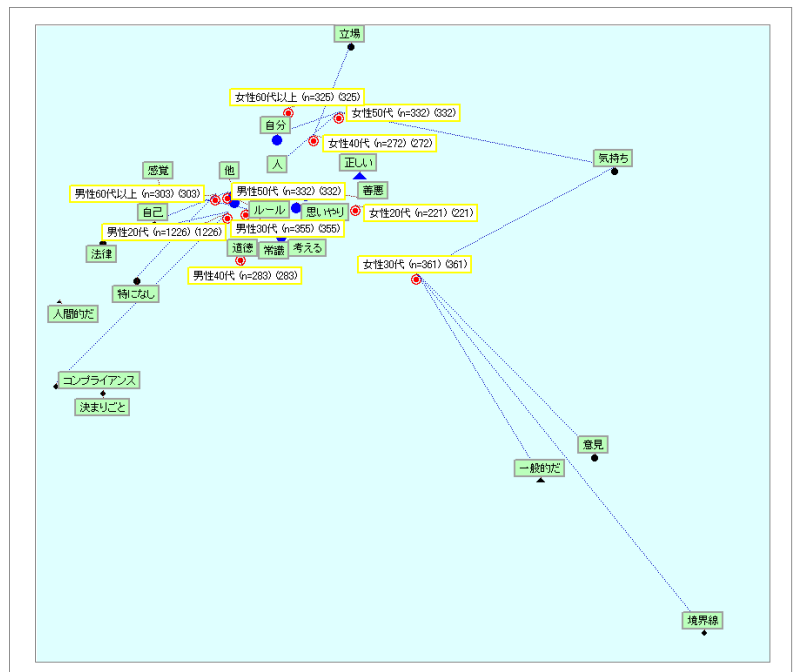 立場
女性60代以上 (n=325) (325)
女性50代 (n=332) (332)
自分
女性40代 (n=272) (272)
人
正しい
気持ち
感覚
他
男性60代以上 (n=303) (303)
男性50代 (n=332) (332)
善悪
自己
ルール
思いやり
女性20代 (n=221) (221)
男性20代 (n=1226) (1226)
男性30代 (n=355) (355)
法律
道徳
常識
考える
女性30代 (n=361) (361)
男性40代 (n=283) (283)
特になし
人間的だ
コンプライアンス
決まりごと
意見
一般的だ
境界線